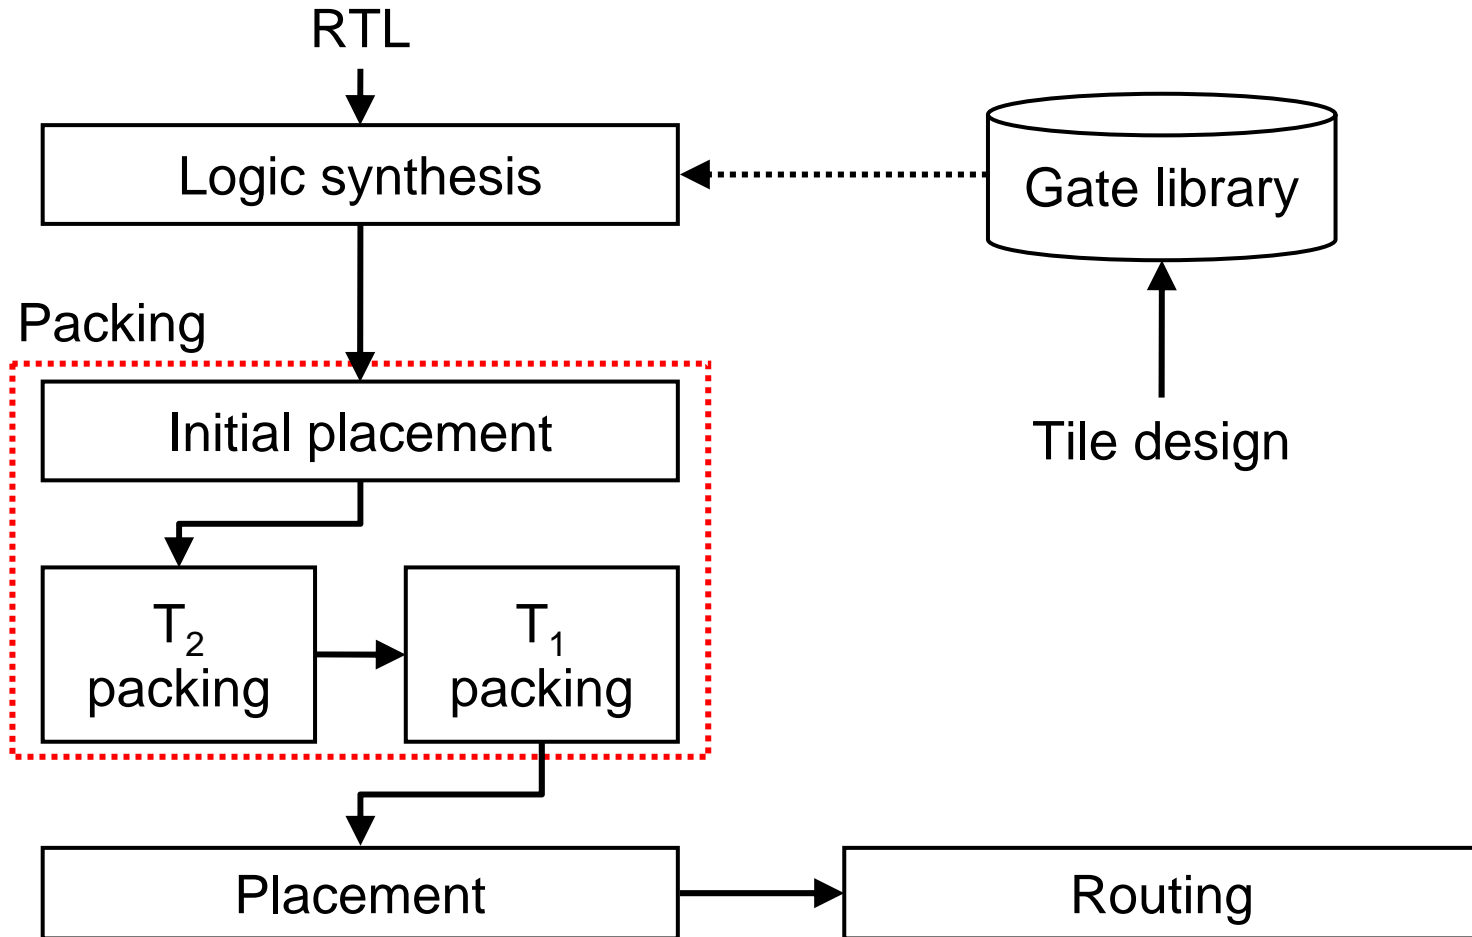 RTL
Logic synthesis
Gate library
Packing
Initial placement
Tile design
T₂
packing
T₁
packing
Placement
Routing